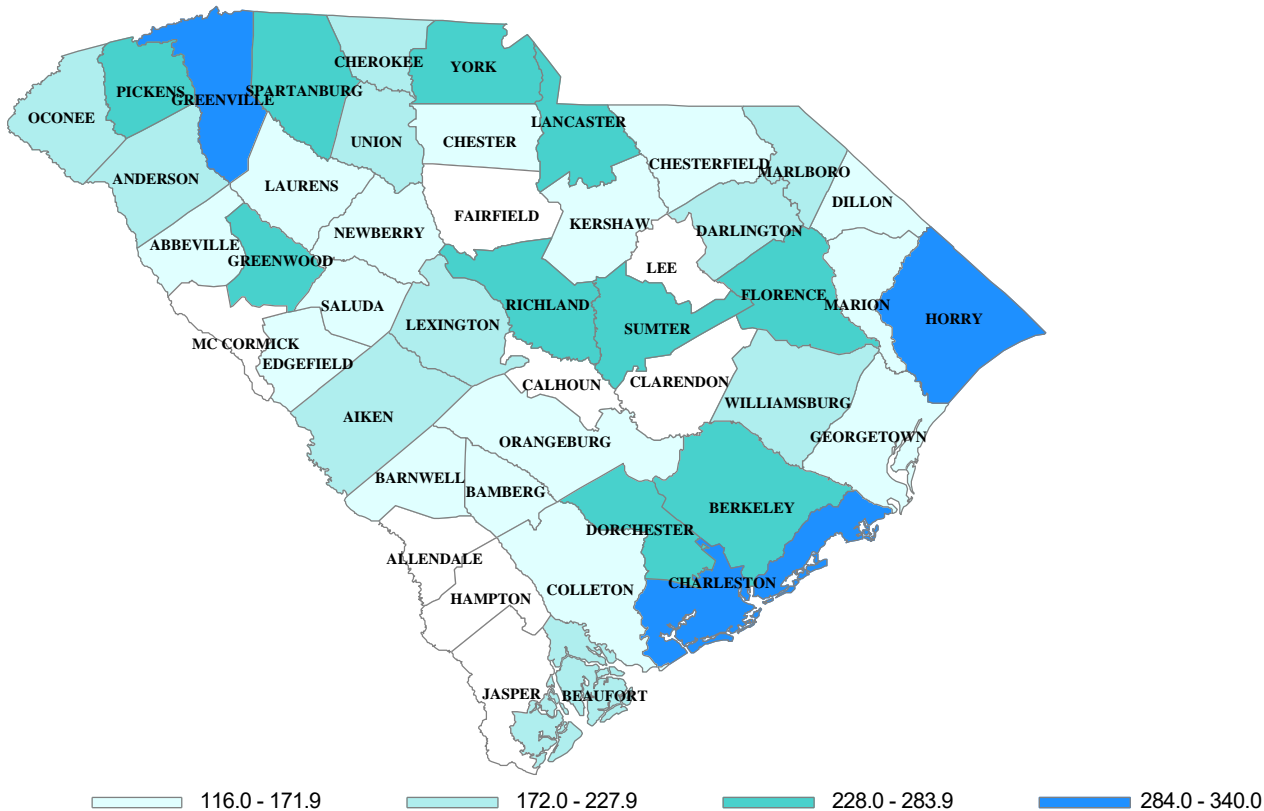 CHEROKEE
YORK
PICKENS
SPARTANBURG
GREENVILLE
OCONEE
LANCASTER
UNION
CHESTER
CHESTERFIELD
MARLBORO
ANDERSON
LAURENS
DILLON
FAIRFIELD
KERSHAW
NEWBERRY
DARLINGTON
ABBEVILLE
GREENWOOD
LEE
FLORENCE
SALUDA
RICHLAND
MARION
HORRY
LEXINGTON
SUMTER
MC CORMICK
EDGEFIELD
CALHOUN
CLARENDON
WILLIAMSBURG
AIKEN
GEORGETOWN
ORANGEBURG
BARNWELL
BAMBERG
BERKELEY
DORCHESTER
ALLENDALE
CHARLESTON
COLLETON
HAMPTON
JASPER
BEAUFORT
116.0 - 171.9
172.0 - 227.9
228.0 - 283.9
284.0 - 340.0